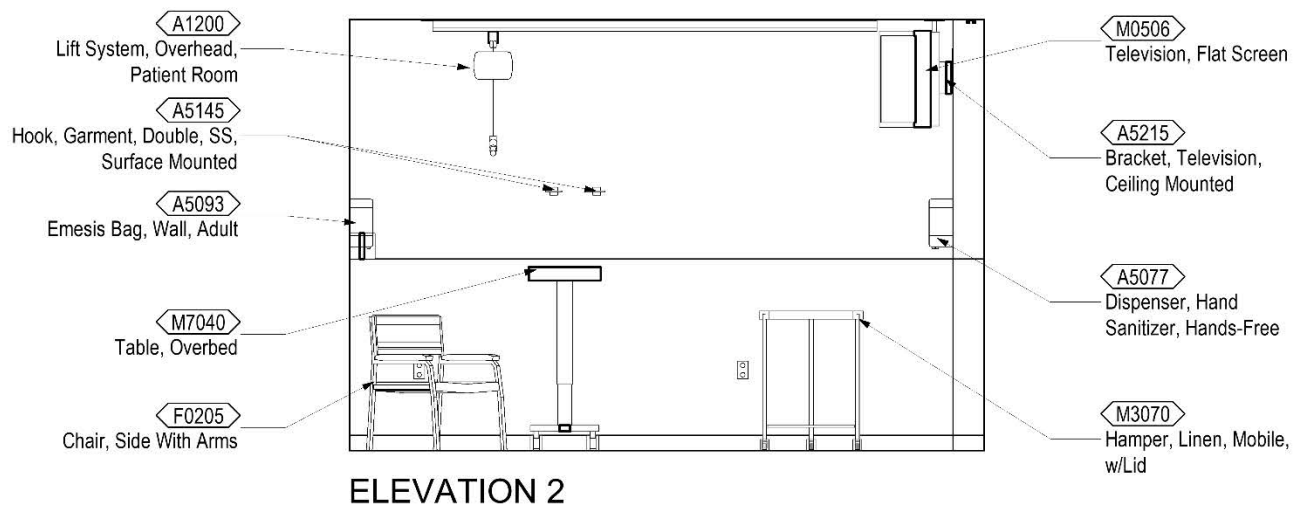 A1200
Lift System, Overhead,
Patient Room
A5145
Hook, Garment, Double, SS,
Surface Mounted
A5093
Emesis Bag, Wall, Adult
M7040
Table, Overbed
F0205
Chair, Side With Arms
M0506
Television, Flat Screen
A5215
Bracket, Television,
Ceiling Mounted
A5077
Dispenser, Hand
Sanitizer, Hands-Free
M3070
Hamper, Linen, Mobile,
w/Lid
ELEVATION 2